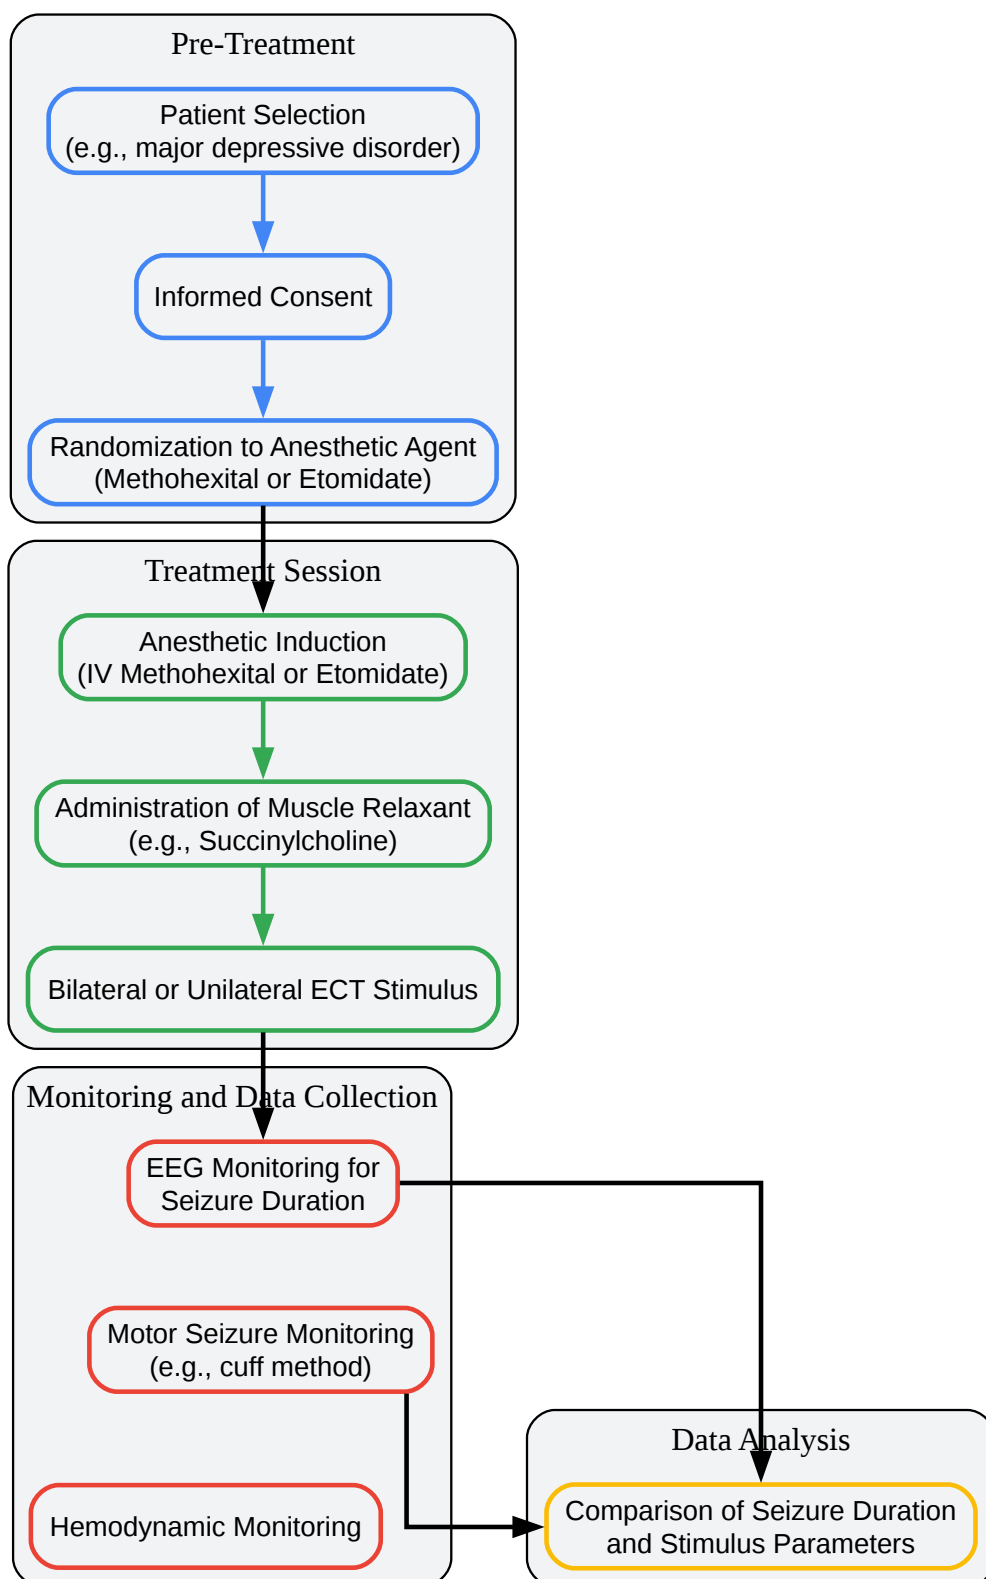 Pre-Treatment
Patient Selection
(e.g., major depressive disorder)
Informed Consent
Randomization to Anesthetic Agent
(Methohexital or Etomidate)
Treatment Session
Anesthetic Induction
(IV Methohexital or Etomidate)
Administration of Muscle Relaxant
(e.g., Succinylcholine)
Bilateral or Unilateral ECT Stimulus
Monitoring and Data Collection
EEG Monitoring for
Seizure Duration
Motor Seizure Monitoring
(e.g., cuff method)
Hemodynamic Monitoring
Data Analysis
Comparison of Seizure Duration
and Stimulus Parameters